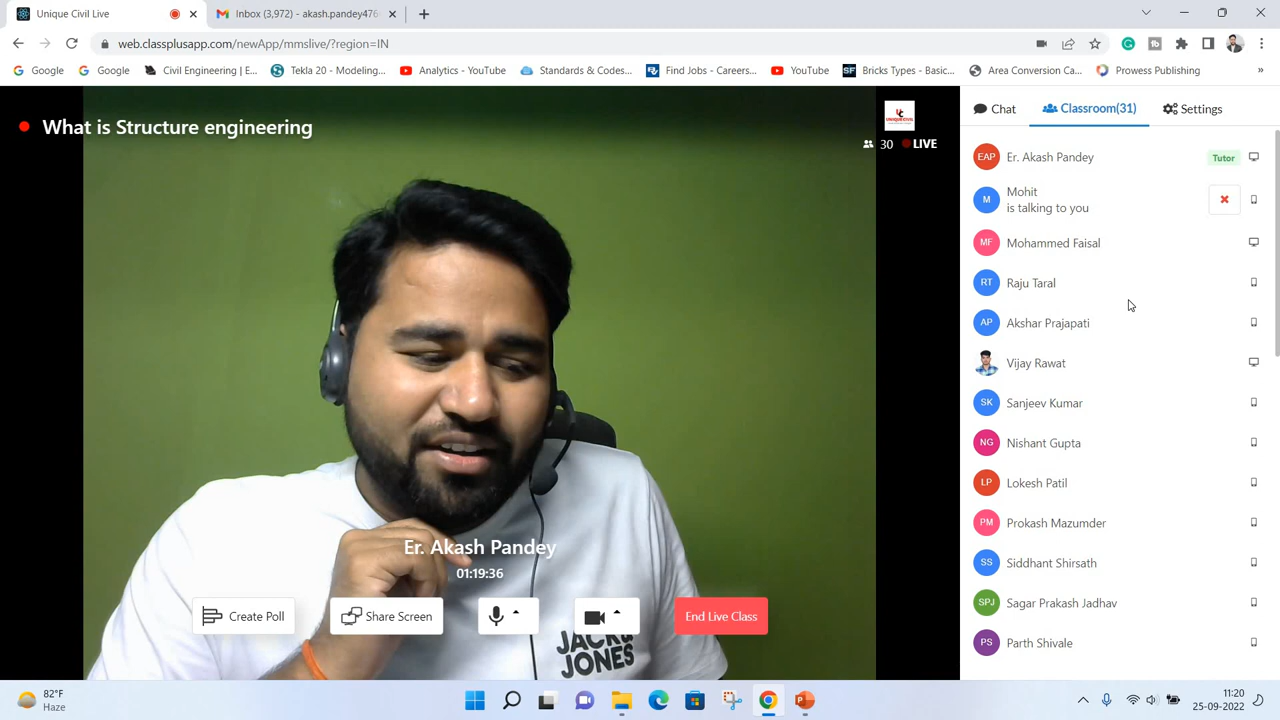 Unique Civil Live
Inbox (3,972) - akash.pandey476
web.classplusapp.com/newApp/mmslive/?region=IN
Google
Google
Civil Engineering | E...
Tekla 20 - Modeling...
Analytics - YouTube
Standards & Codes...
Find Jobs - Careers...
YouTube
Bricks Types - Basic...
Area Conversion Ca...
Prowess Publishing
»
What is Structure engineering
UNIQUE CIVIL
30 LIVE
Chat
Classroom(31)
Settings
EAP Er. Akash Pandey Tutor
M Mohit
is talking to you
MF Mohammed Faisal
RT Raju Taral
AP Akshar Prajapati
Vijay Rawat
SK Sanjeev Kumar
NG Nishant Gupta
LP Lokesh Patil
PM Prokash Mazumder
SS Siddhant Shirsath
SPJ Sagar Prakash Jadhav
PS Parth Shivale
Er. Akash Pandey
01:19:36
Create Poll
Share Screen
End Live Class
JACK &
JONES
82°F
Haze
11:20
25-09-2022